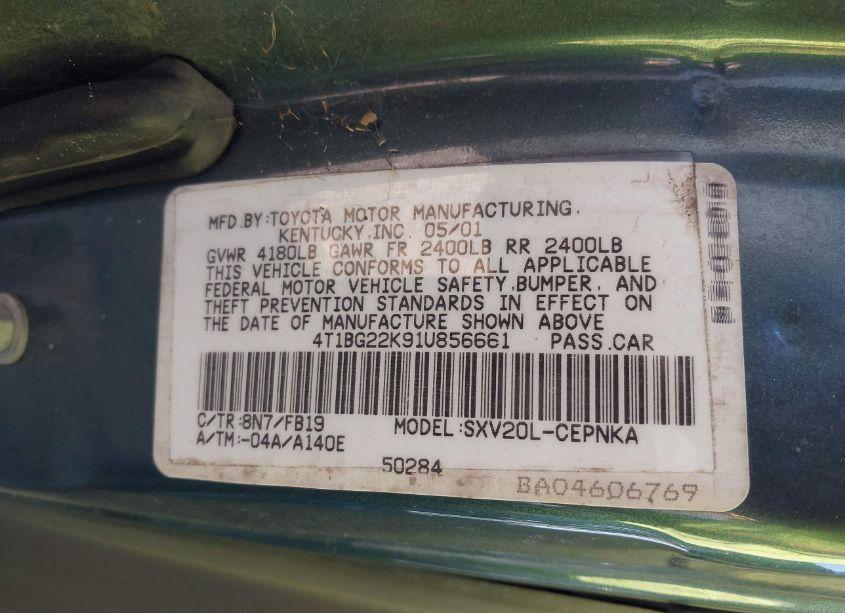 MFD.BY:TOYOTA MOTOR MANUFACTURING,
KENTUCKY,INC. 05/01
GVWR 4180LB GAWR FR 2400LB RR 2400LB
THIS VEHICLE CONFORMS TO ALL APPLICABLE
FEDERAL MOTOR VEHICLE SAFETY,BUMPER, AND
THEFT PREVENTION STANDARDS IN EFFECT ON
THE DATE OF MANUFACTURE SHOWN ABOVE
4T1BG22K91U856661 PASS.CAR
C/TR:8N7/FB19 MODEL:SXV20L-CEPNKA
A/TM:-04A/A140E
50284
BA04606769